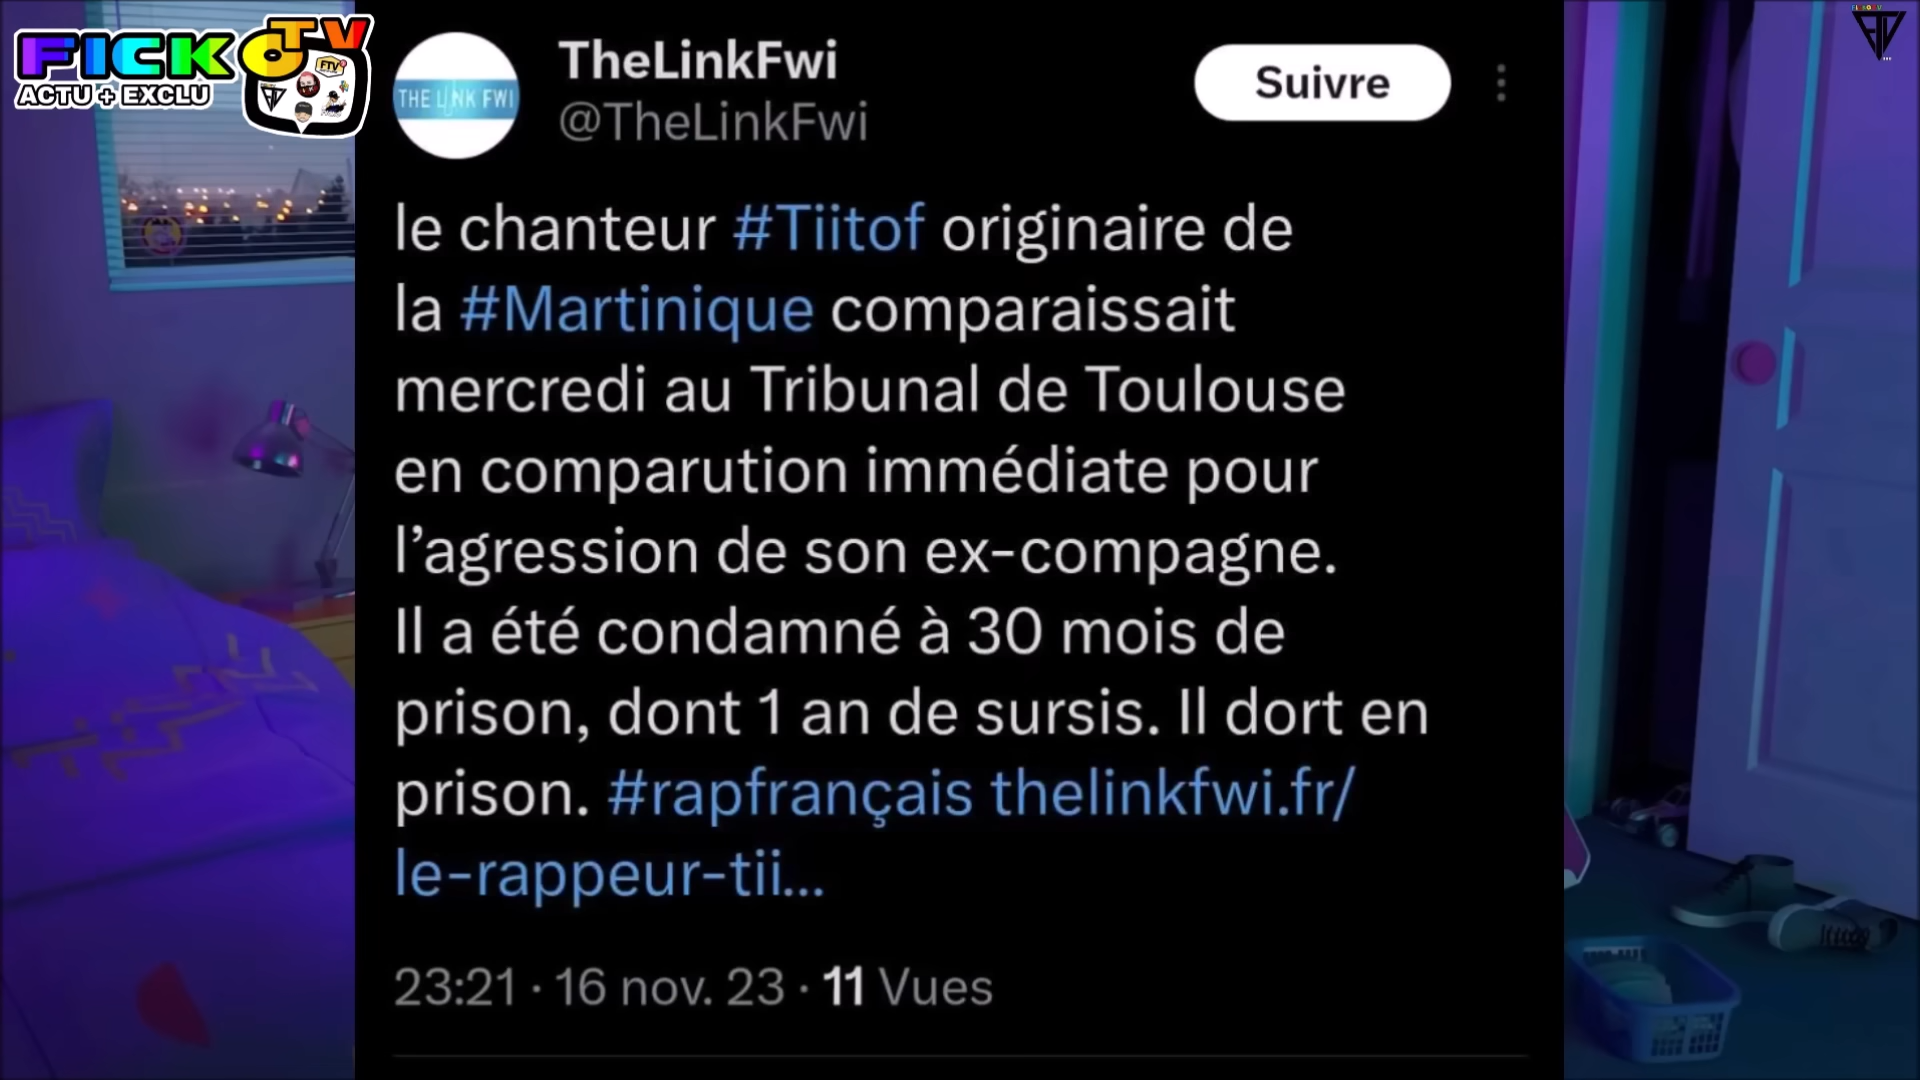 FICKO TV
ACTU + EXCLU
FTV
THE LINK FWI
TheLinkFwi
@TheLinkFwi
Suivre
le chanteur #Tiitof originaire de
la #Martinique comparaissait
mercredi au Tribunal de Toulouse
en comparution immédiate pour
l’agression de son ex-compagne.
Il a été condamné à 30 mois de
prison, dont 1 an de sursis. Il dort en
prison. #rapfrançais thelinkfwi.fr/
le-rappeur-tii...
23:21 · 16 nov. 23 · 11 Vues